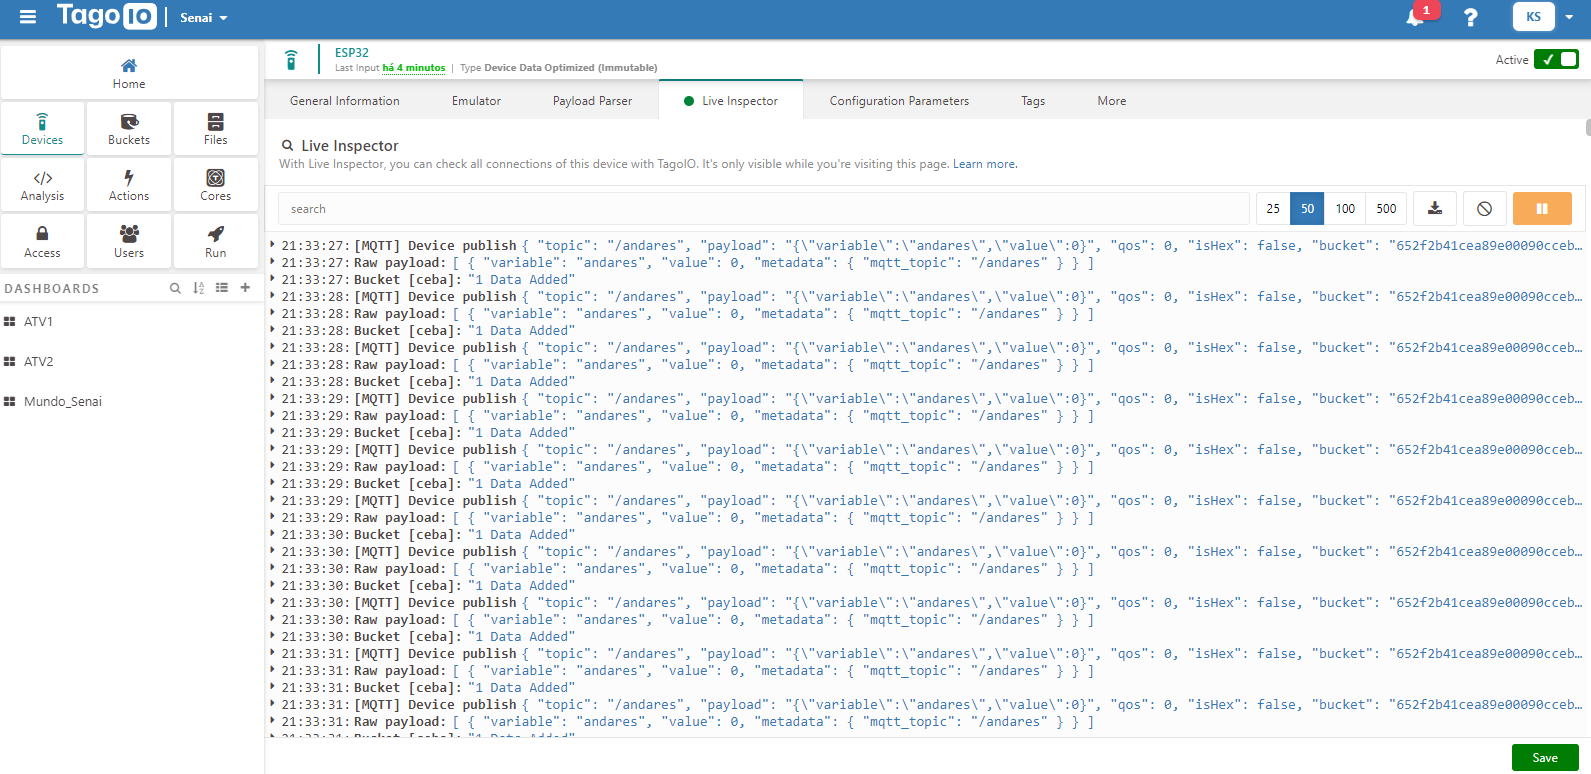 TagoIO
Senai
1
?
KS
Home
Devices
Buckets
Files
Analysis
Actions
Cores
Access
Users
Run
DASHBOARDS
ATV1
ATV2
Mundo_Senai
ESP32
Last Input há 4 minutos | Type Device Data Optimized (Immutable)
Active
General Information
Emulator
Payload Parser
Live Inspector
Configuration Parameters
Tags
More
Live Inspector
With Live Inspector, you can check all connections of this device with TagoIO. It's only visible while you're visiting this page. Learn more.
search
25
50
100
500
21:33:27: [MQTT] Device publish { "topic": "/andares", "payload": "{\"variable\":\"andares\",\"value\":0}", "qos": 0, "isHex": false, "bucket": "652f2b41cea89e00090cceb…
21:33:27: Raw payload: [ { "variable": "andares", "value": 0, "metadata": { "mqtt_topic": "/andares" } } ]
21:33:27: Bucket [ceba]: "1 Data Added"
21:33:28: [MQTT] Device publish { "topic": "/andares", "payload": "{\"variable\":\"andares\",\"value\":0}", "qos": 0, "isHex": false, "bucket": "652f2b41cea89e00090cceb…
21:33:28: Raw payload: [ { "variable": "andares", "value": 0, "metadata": { "mqtt_topic": "/andares" } } ]
21:33:28: Bucket [ceba]: "1 Data Added"
21:33:28: [MQTT] Device publish { "topic": "/andares", "payload": "{\"variable\":\"andares\",\"value\":0}", "qos": 0, "isHex": false, "bucket": "652f2b41cea89e00090cceb…
21:33:28: Raw payload: [ { "variable": "andares", "value": 0, "metadata": { "mqtt_topic": "/andares" } } ]
21:33:28: Bucket [ceba]: "1 Data Added"
21:33:29: [MQTT] Device publish { "topic": "/andares", "payload": "{\"variable\":\"andares\",\"value\":0}", "qos": 0, "isHex": false, "bucket": "652f2b41cea89e00090cceb…
21:33:29: Raw payload: [ { "variable": "andares", "value": 0, "metadata": { "mqtt_topic": "/andares" } } ]
21:33:29: Bucket [ceba]: "1 Data Added"
21:33:29: [MQTT] Device publish { "topic": "/andares", "payload": "{\"variable\":\"andares\",\"value\":0}", "qos": 0, "isHex": false, "bucket": "652f2b41cea89e00090cceb…
21:33:29: Raw payload: [ { "variable": "andares", "value": 0, "metadata": { "mqtt_topic": "/andares" } } ]
21:33:29: Bucket [ceba]: "1 Data Added"
21:33:29: [MQTT] Device publish { "topic": "/andares", "payload": "{\"variable\":\"andares\",\"value\":0}", "qos": 0, "isHex": false, "bucket": "652f2b41cea89e00090cceb…
21:33:29: Raw payload: [ { "variable": "andares", "value": 0, "metadata": { "mqtt_topic": "/andares" } } ]
21:33:30: Bucket [ceba]: "1 Data Added"
21:33:30: [MQTT] Device publish { "topic": "/andares", "payload": "{\"variable\":\"andares\",\"value\":0}", "qos": 0, "isHex": false, "bucket": "652f2b41cea89e00090cceb…
21:33:30: Raw payload: [ { "variable": "andares", "value": 0, "metadata": { "mqtt_topic": "/andares" } } ]
21:33:30: Bucket [ceba]: "1 Data Added"
21:33:30: [MQTT] Device publish { "topic": "/andares", "payload": "{\"variable\":\"andares\",\"value\":0}", "qos": 0, "isHex": false, "bucket": "652f2b41cea89e00090cceb…
21:33:30: Raw payload: [ { "variable": "andares", "value": 0, "metadata": { "mqtt_topic": "/andares" } } ]
21:33:30: Bucket [ceba]: "1 Data Added"
21:33:31: [MQTT] Device publish { "topic": "/andares", "payload": "{\"variable\":\"andares\",\"value\":0}", "qos": 0, "isHex": false, "bucket": "652f2b41cea89e00090cceb…
21:33:31: Raw payload: [ { "variable": "andares", "value": 0, "metadata": { "mqtt_topic": "/andares" } } ]
21:33:31: Bucket [ceba]: "1 Data Added"
21:33:31: [MQTT] Device publish { "topic": "/andares", "payload": "{\"variable\":\"andares\",\"value\":0}", "qos": 0, "isHex": false, "bucket": "652f2b41cea89e00090cceb…
21:33:31: Raw payload: [ { "variable": "andares", "value": 0, "metadata": { "mqtt_topic": "/andares" } } ]
21:33:31: Bucket [ceba]: "1 Data Added"
Save